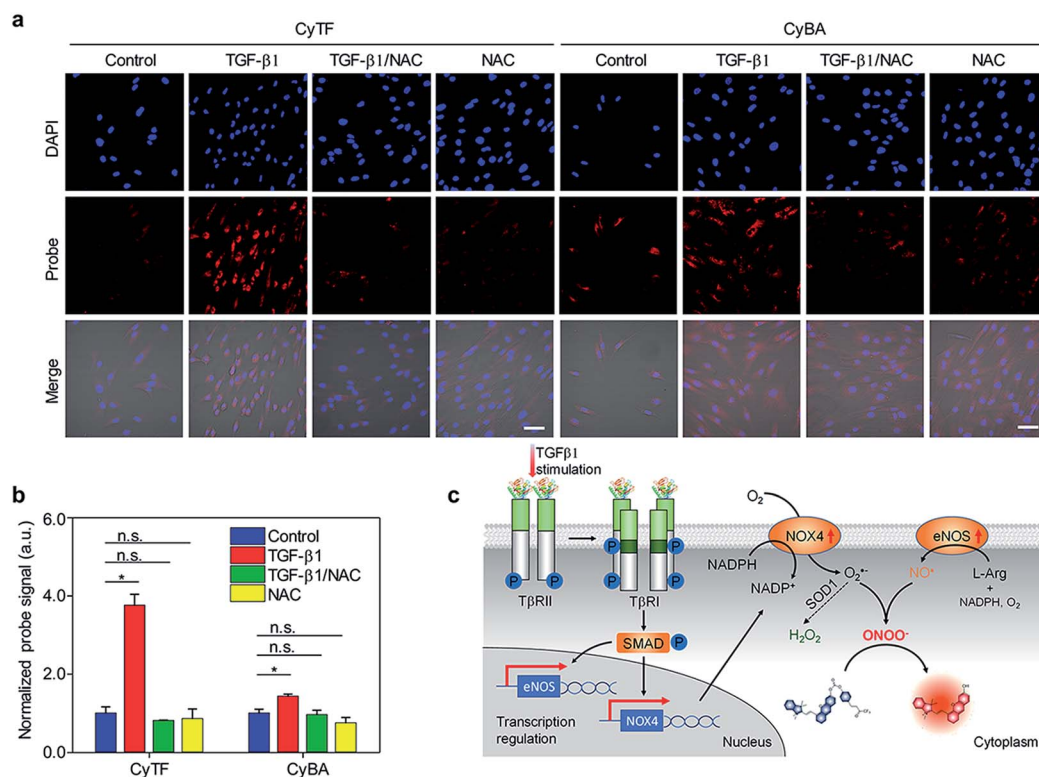 a
CyTF CyBA
Control TGF-β1 TGF-β1/NAC NAC Control TGF-β1 TGF-β1/NAC NAC
DAPI
Probe
Merge
b
Normalized probe signal (a.u.)
6.0
4.0
2.0
0.0
n.s.
n.s.
*
n.s.
n.s.
*
Control
TGF-β1
TGF-β1/NAC
NAC
CyTF CyBA
c
TGFβ1
stimulation
P P P P P P
TβRII TβRI
SMAD P
eNOS
NOX4
Transcription
regulation
Nucleus
O₂
NOX4
NADPH
NADP⁺
O₂•⁻
SOD1
H₂O₂
eNOS
NO•
L-Arg
+
NADPH, O₂
ONOO⁻
Cytoplasm